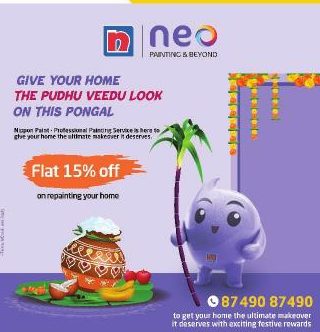 n
neo
PAINTING & BEYOND
GIVE YOUR HOME
THE PUDHU VEEDU LOOK
ON THIS PONGAL
Nippon Paint - Professional Painting Service is here to
give your home the ultimate makeover it deserves.
Flat 15% off
on repainting your home
87490 87490
to get your home the ultimate makeover
it deserves with exciting festive rewards